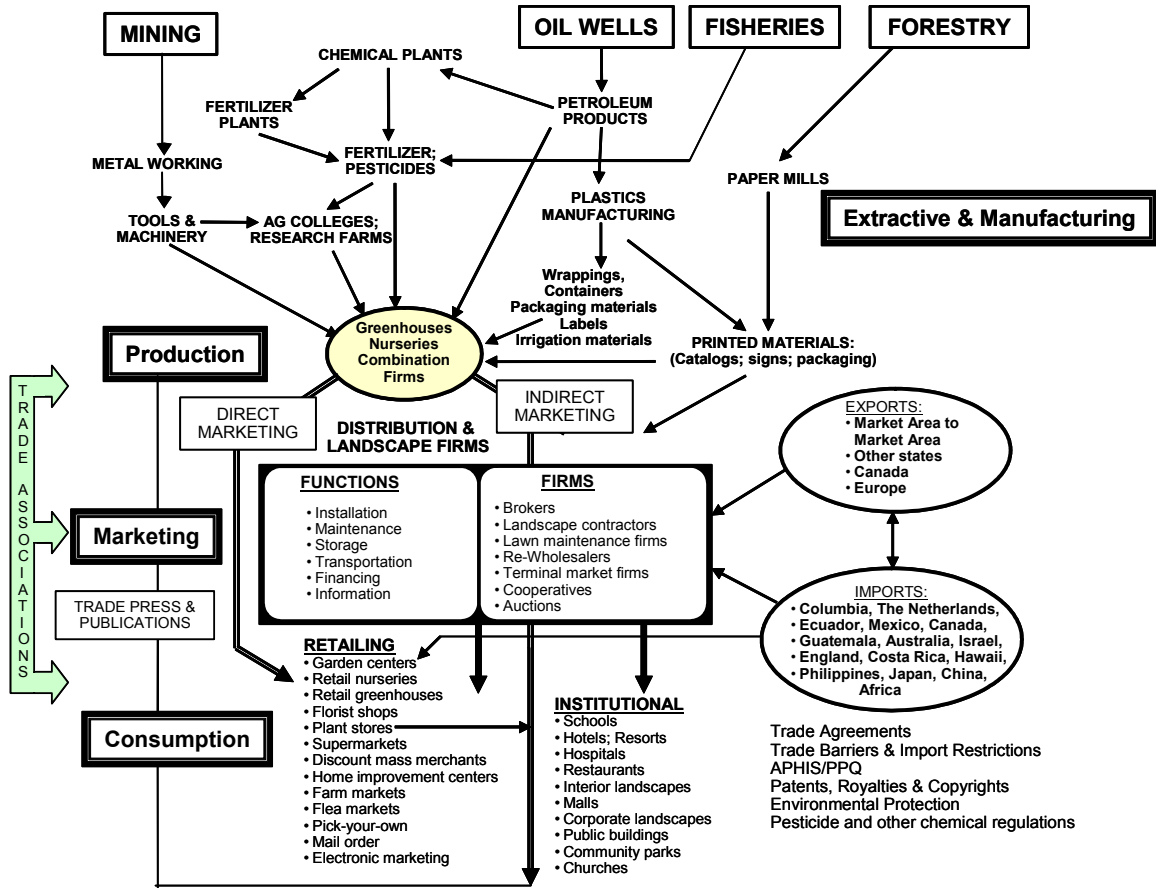 MINING
OIL WELLS
FISHERIES
FORESTRY
CHEMICAL PLANTS
FERTILIZER
PLANTS
PETROLEUM
PRODUCTS
METAL WORKING
FERTILIZER;
PESTICIDES
PAPER MILLS
TOOLS &
MACHINERY
AG COLLEGES;
RESEARCH FARMS
PLASTICS
MANUFACTURING
Extractive & Manufacturing
Wrappings,
Containers
Packaging materials
Labels
Irrigation materials
Greenhouses
Nurseries
Combination
Firms
PRINTED MATERIALS:
(Catalogs; signs; packaging)
Production
TRADE ASSOCIATIONS
DIRECT
MARKETING
INDIRECT
MARKETING
DISTRIBUTION &
LANDSCAPE FIRMS
EXPORTS:
• Market Area to
Market Area
• Other states
• Canada
• Europe
FUNCTIONS
• Installation
• Maintenance
• Storage
• Transportation
• Financing
• Information
FIRMS
• Brokers
• Landscape contractors
• Lawn maintenance firms
• Re-Wholesalers
• Terminal market firms
• Cooperatives
• Auctions
Marketing
TRADE PRESS &
PUBLICATIONS
IMPORTS:
• Columbia, The Netherlands,
• Ecuador, Mexico, Canada,
• Guatemala, Australia, Israel,
• England, Costa Rica, Hawaii,
• Philippines, Japan, China,
Africa
RETAILING
• Garden centers
• Retail nurseries
• Retail greenhouses
• Florist shops
• Plant stores
• Supermarkets
• Discount mass merchants
• Home improvement centers
• Farm markets
• Flea markets
• Pick-your-own
• Mail order
• Electronic marketing
INSTITUTIONAL
• Schools
• Hotels; Resorts
• Hospitals
• Restaurants
• Interior landscapes
• Malls
• Corporate landscapes
• Public buildings
• Community parks
• Churches
Consumption
Trade Agreements
Trade Barriers & Import Restrictions
APHIS/PPQ
Patents, Royalties & Copyrights
Environmental Protection
Pesticide and other chemical regulations